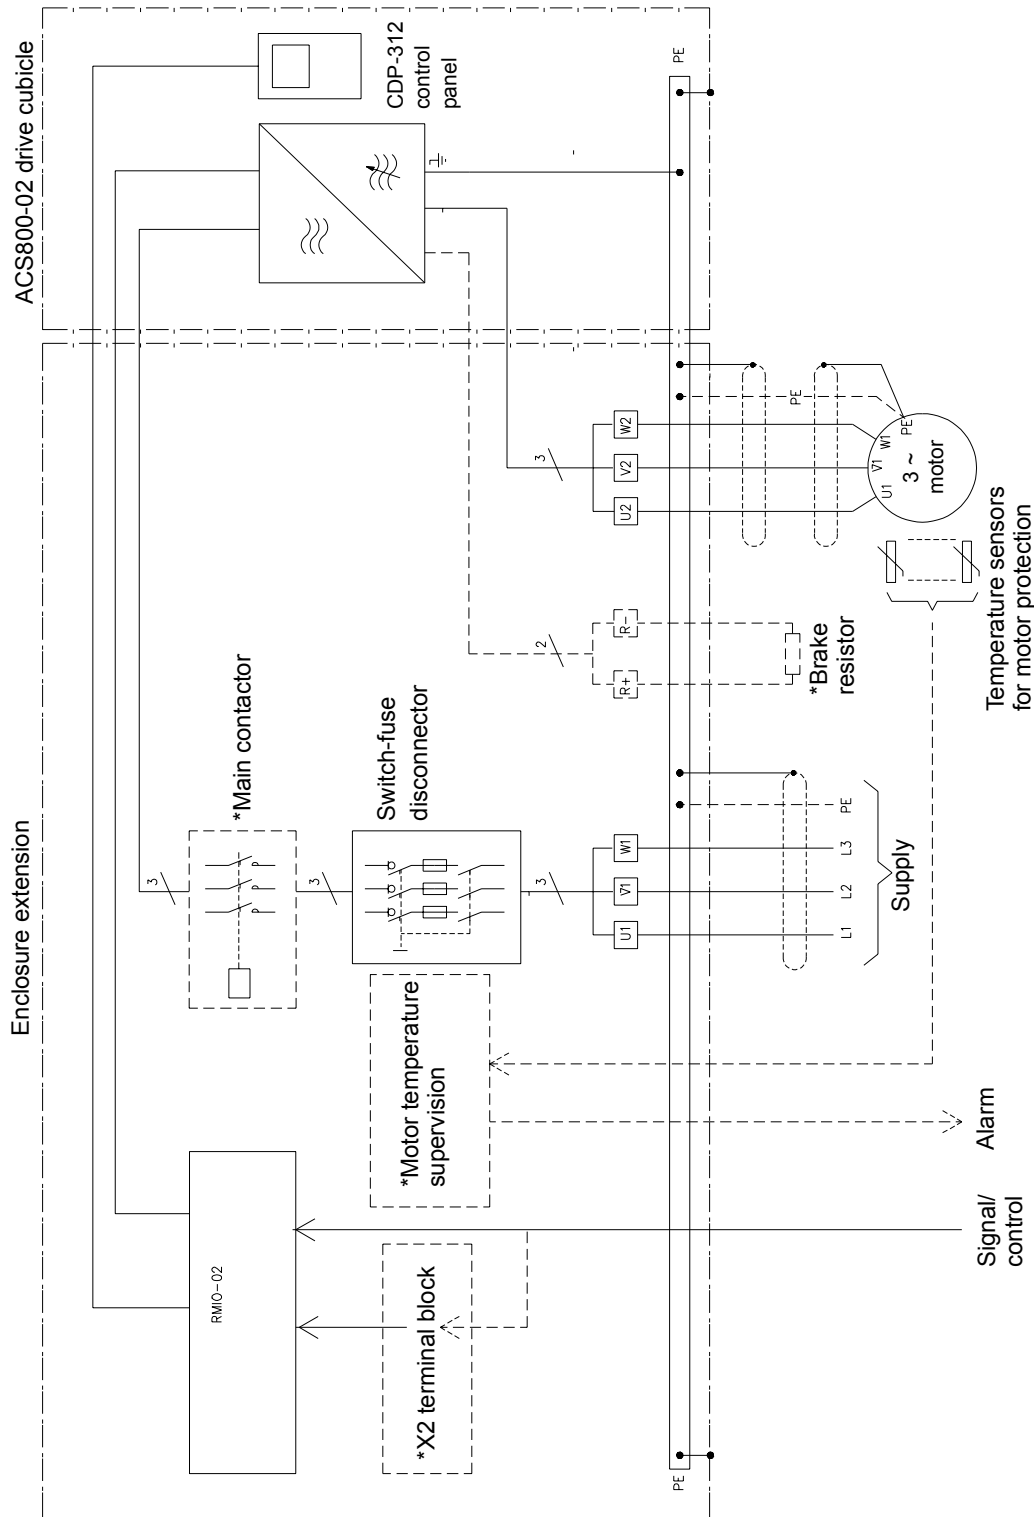 Enclosure extension
ACS800-02 drive cubicle
CDP-312
control
panel
*Main contactor
3
3
Switch-fuse
disconnector
3
RMIO-02
*Motor temperature
supervision
*X2 terminal block
2
3
U1
V1
W1
R+
R-
U2
V2
W2
PE
PE
PE
L1
L2
L3
PE
Supply
*Brake
resistor
U1
V1
W1
PE
3 ~
motor
Temperature sensors
for motor protection
Signal/
control
Alarm